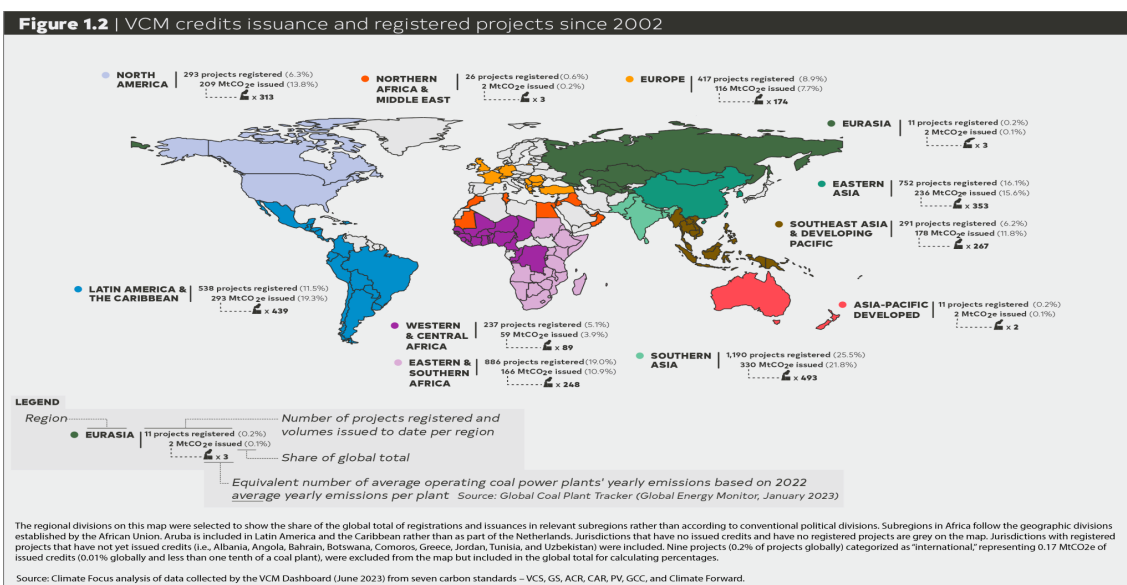 Figure 1.2 | VCM credits issuance and registered projects since 2002
NORTH AMERICA
293 projects registered (6.3%)
209 MtCO2e issued (13.8%)
x 313
NORTHERN AFRICA & MIDDLE EAST
26 projects registered (0.6%)
2 MtCO2e issued (0.2%)
x 3
EUROPE
417 projects registered (8.9%)
116 MtCO2e issued (7.7%)
x 174
EURASIA
11 projects registered (0.2%)
2 MtCO2e issued (0.1%)
x 3
EASTERN ASIA
752 projects registered (16.1%)
236 MtCO2e issued (15.6%)
x 353
SOUTHEAST ASIA & DEVELOPING PACIFIC
291 projects registered (6.2%)
178 MtCO2e issued (11.8%)
x 267
LATIN AMERICA & THE CARIBBEAN
538 projects registered (11.5%)
293 MtCO2e issued (19.3%)
x 439
ASIA-PACIFIC DEVELOPED
11 projects registered (0.2%)
2 MtCO2e issued (0.1%)
x 2
WESTERN & CENTRAL AFRICA
237 projects registered (5.1%)
59 MtCO2e issued (3.9%)
x 89
EASTERN & SOUTHERN AFRICA
886 projects registered (19.0%)
166 MtCO2e issued (10.9%)
x 248
SOUTHERN ASIA
1,190 projects registered (25.5%)
330 MtCO2e issued (21.8%)
x 493
LEGEND
Region
EURASIA
11 projects registered (0.2%)
2 MtCO2e issued (0.1%)
x 3
Number of projects registered and
volumes issued to date per region
Share of global total
Equivalent number of average operating coal power plants' yearly emissions based on 2022
average yearly emissions per plant Source: Global Coal Plant Tracker (Global Energy Monitor, January 2023)
The regional divisions on this map were selected to show the share of the global total of registrations and issuances in relevant subregions rather than according to conventional political divisions. Subregions in Africa follow the geographic divisions
established by the African Union. Aruba is included in Latin America and the Caribbean rather than as part of the Netherlands. Jurisdictions that have no issued credits and have no registered projects are grey on the map. Jurisdictions with registered
projects that have not yet issued credits (i.e., Albania, Angola, Bahrain, Botswana, Comoros, Greece, Jordan, Tunisia, and Uzbekistan) were included. Nine projects (0.2% of projects globally) categorized as "international," representing 0.17 MtCO2e of
issued credits (0.01% globally and less than one tenth of a coal plant), were excluded from the map but included in the global total for calculating percentages.
Source: Climate Focus analysis of data collected by the VCM Dashboard (June 2023) from seven carbon standards – VCS, GS, ACR, CAR, PV, GCC, and Climate Forward.